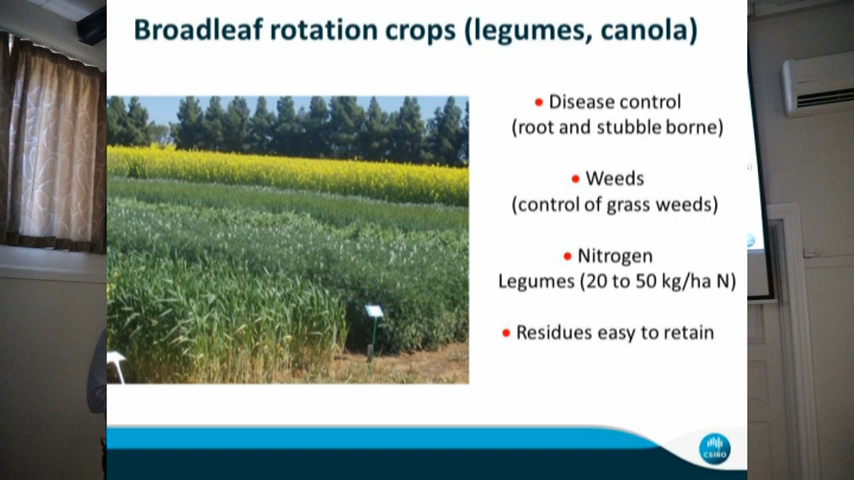 Broadleaf rotation crops (legumes, canola)
• Disease control
(root and stubble borne)
• Weeds
(control of grass weeds)
• Nitrogen
Legumes (20 to 50 kg/ha N)
• Residues easy to retain
CSIRO